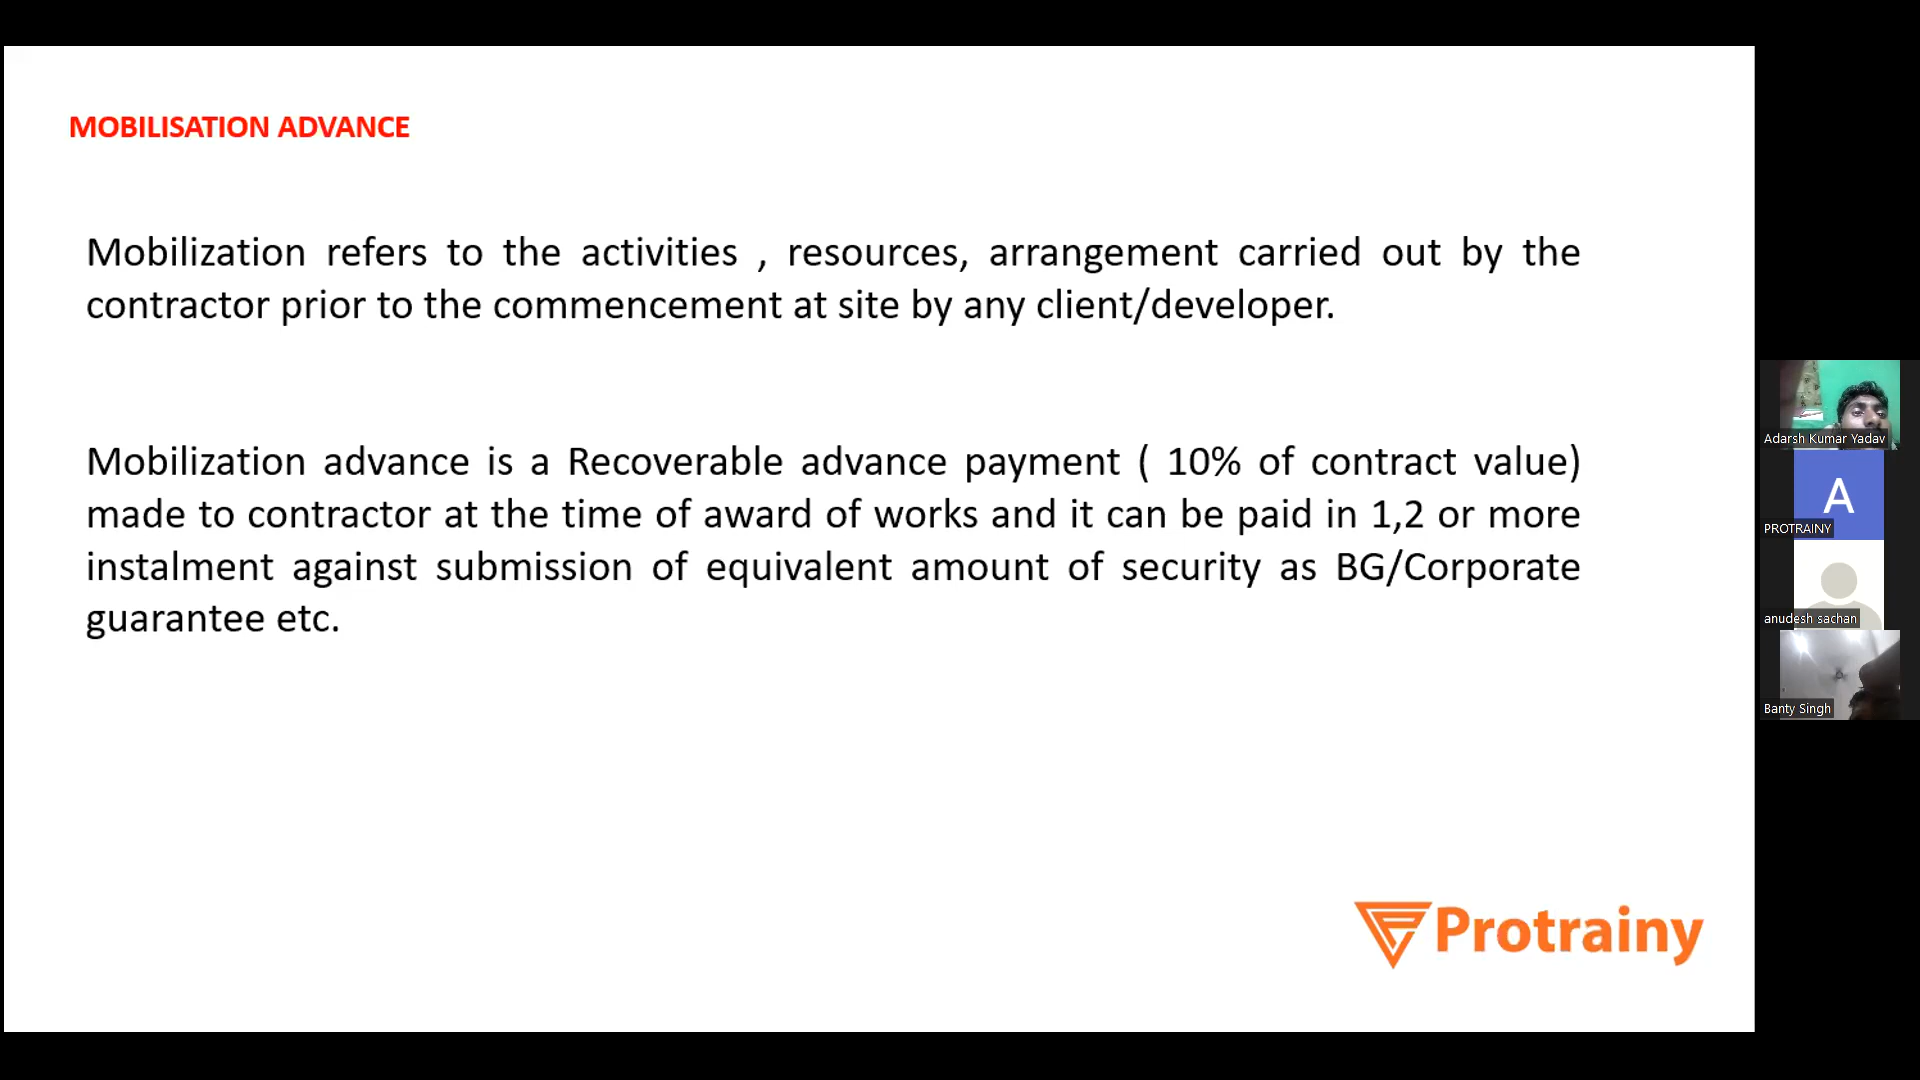 MOBILISATION ADVANCE
Mobilization refers to the activities , resources, arrangement carried out by the
contractor prior to the commencement at site by any client/developer.
Mobilization advance is a Recoverable advance payment ( 10% of contract value)
made to contractor at the time of award of works and it can be paid in 1,2 or more
instalment against submission of equivalent amount of security as BG/Corporate
guarantee etc.
Protrainy
Adarsh Kumar Yadav
A
PROTRAINY
anudesh sachan
Banty Singh